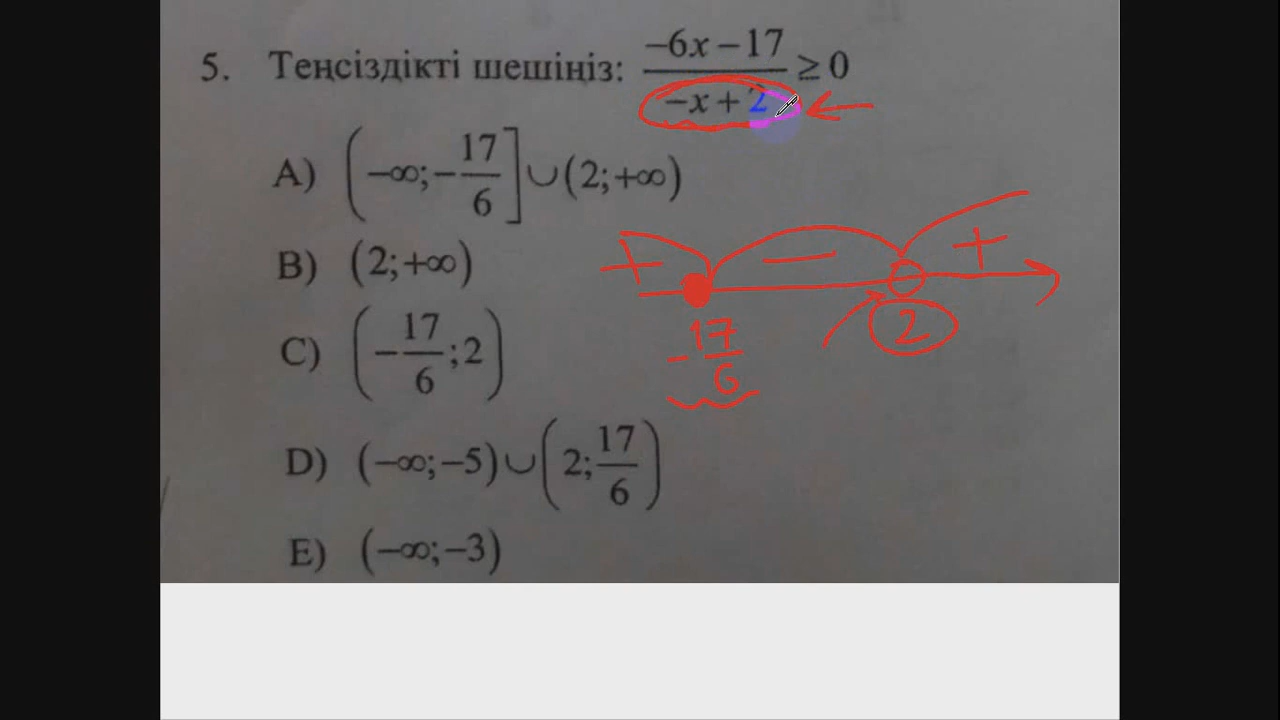 5. Теңсіздікті шешіңіз: (−6x−17)/(−x+2) ≥ 0
A) (−∞; −17/6] ∪ (2; +∞)
+ − +
−17/6 2
B) (2; +∞)
C) (−17/6; 2)
D) (−∞; −5) ∪ (2; 17/6)
E) (−∞; −3)